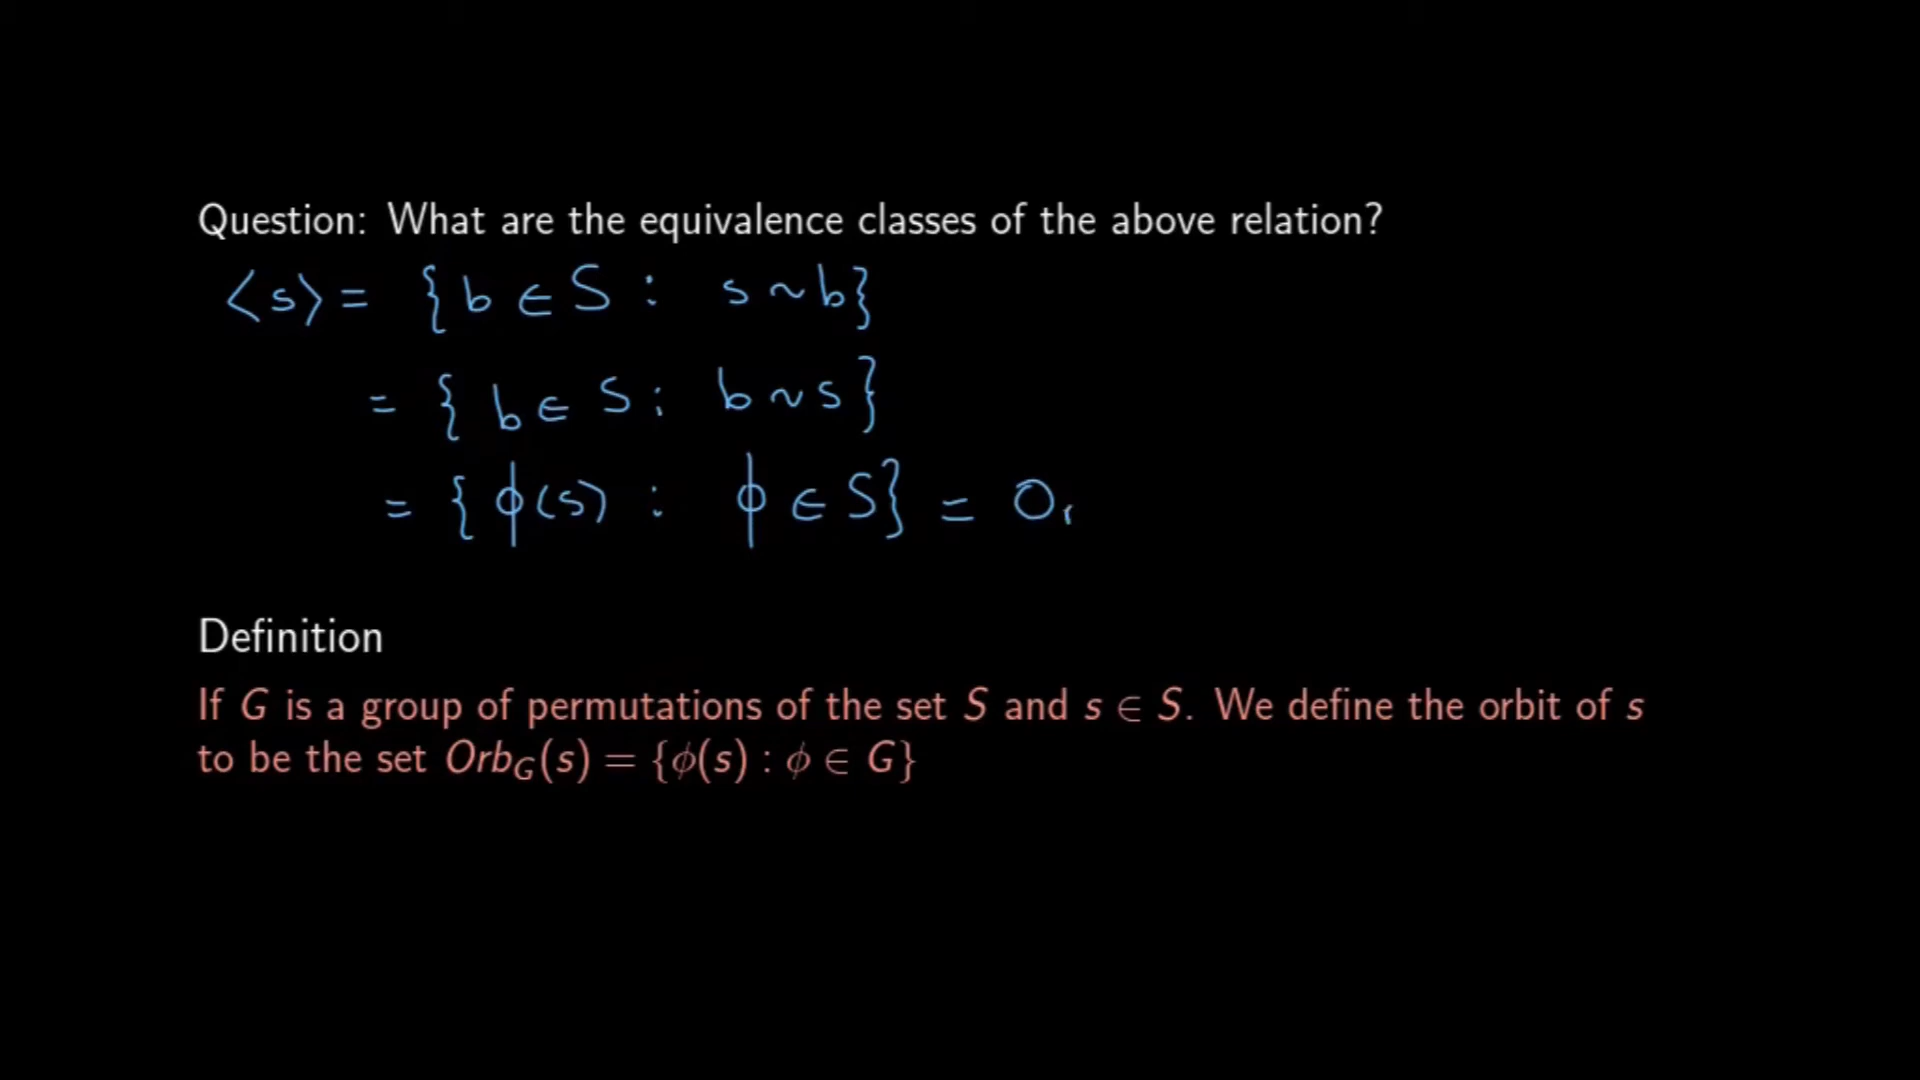 Question: What are the equivalence classes of the above relation?
⟨s⟩ = {b ∈ S : s ~ b}
= {b ∈ S : b ~ s}
= {ϕ(s) : ϕ ∈ S} = Or
Definition
If G is a group of permutations of the set S and s ∈ S. We define the orbit of s
to be the set Orb_G(s) = {ϕ(s) : ϕ ∈ G}